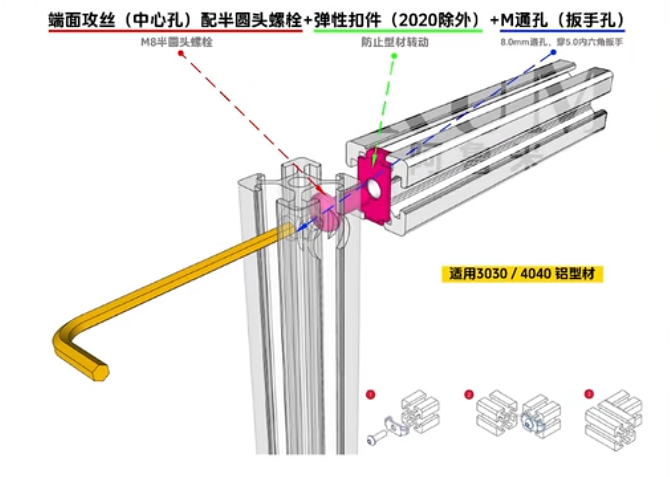 端面攻丝（中心孔）配半圆头螺栓+弹性扣件（2020除外）+M通孔（扳手孔）
M8半圆头螺栓 防止型材转动 8.0mm通孔，穿5.0内六角扳手
适用3030 / 4040 铝型材
1 2 3